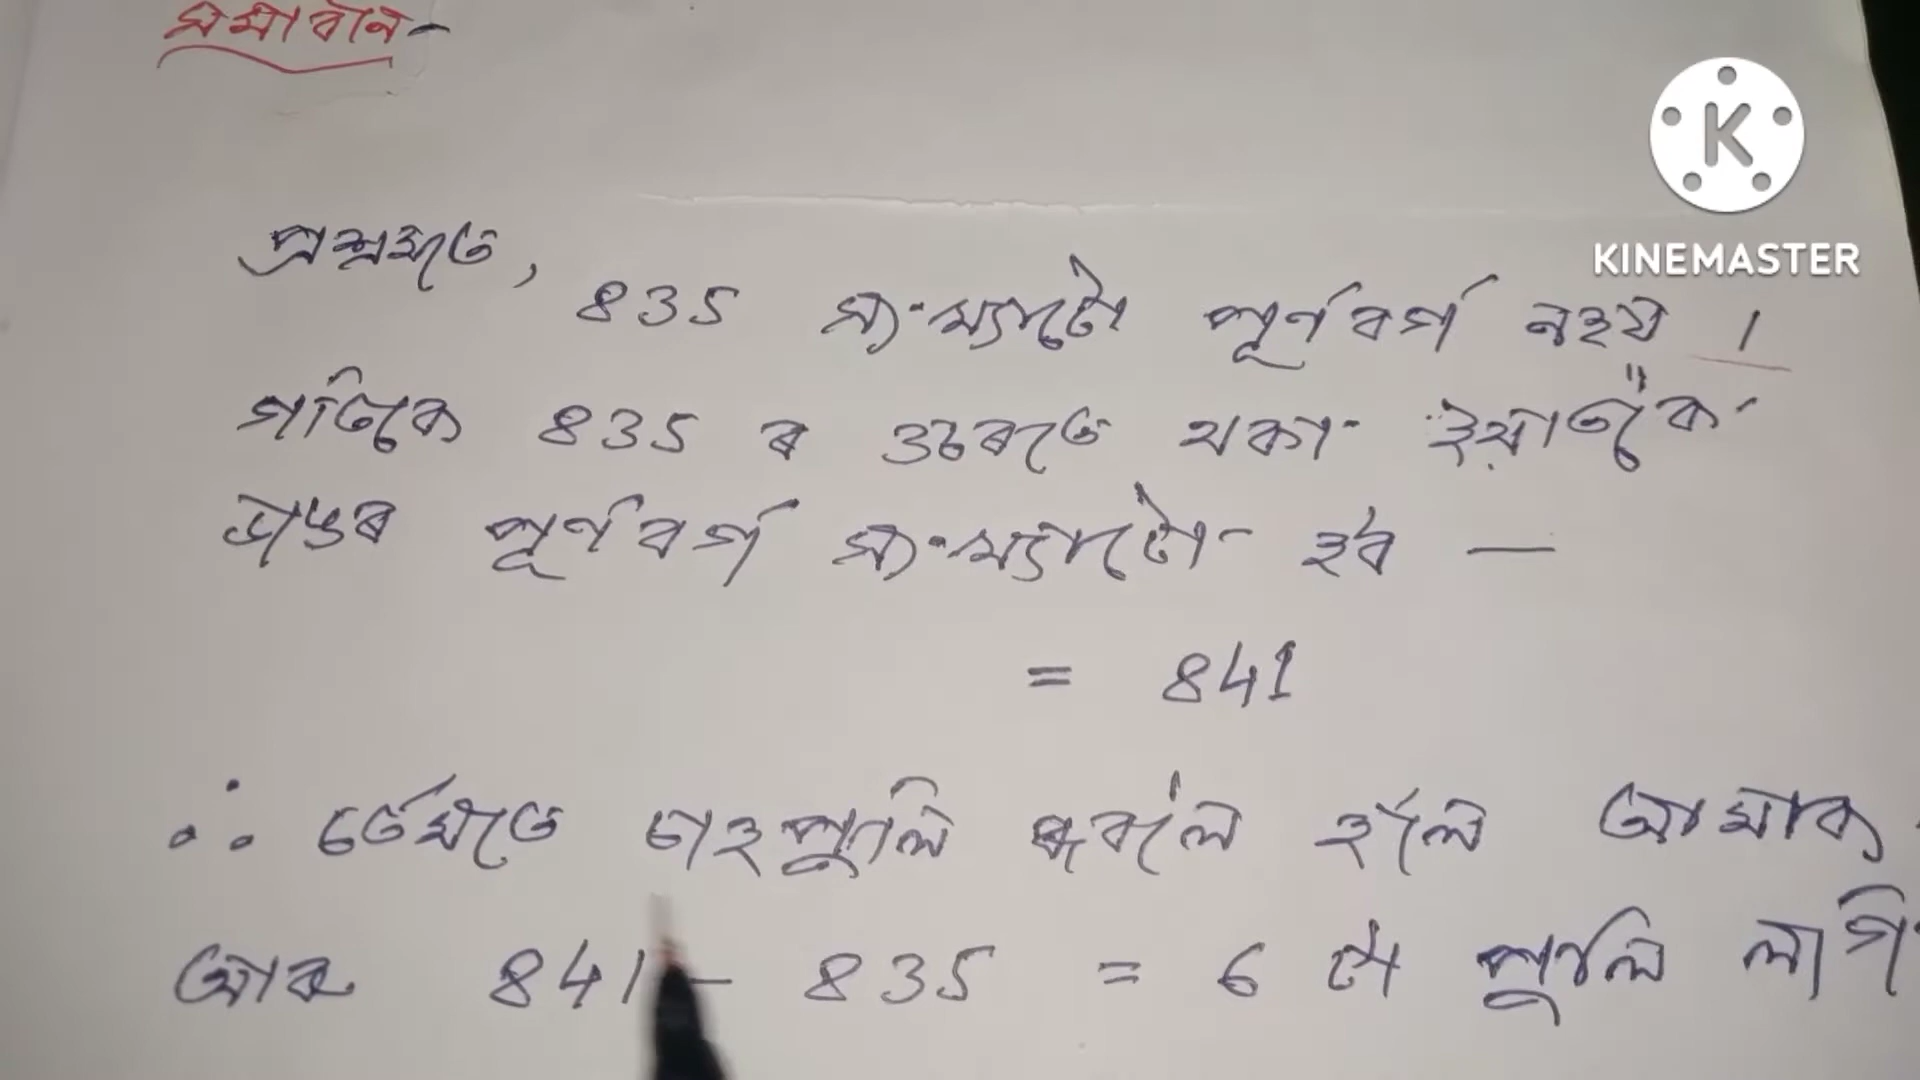 সমাধান-
KINEMASTER
প্ৰশ্নমতে,
835 সংখ্যাটো পূৰ্ণবৰ্গ নহয় ।
গতিকে 835 ৰ ওচৰতে থকা ইয়াতকৈ
ডাঙৰ পূৰ্ণবৰ্গ সংখ্যাটো হ'ব —
= 841
∴ তেন্তে গছপুলি ৰুবলৈ হ'লে আমাক
আৰু 841 - 835 = 6 টা পুলি লাগি